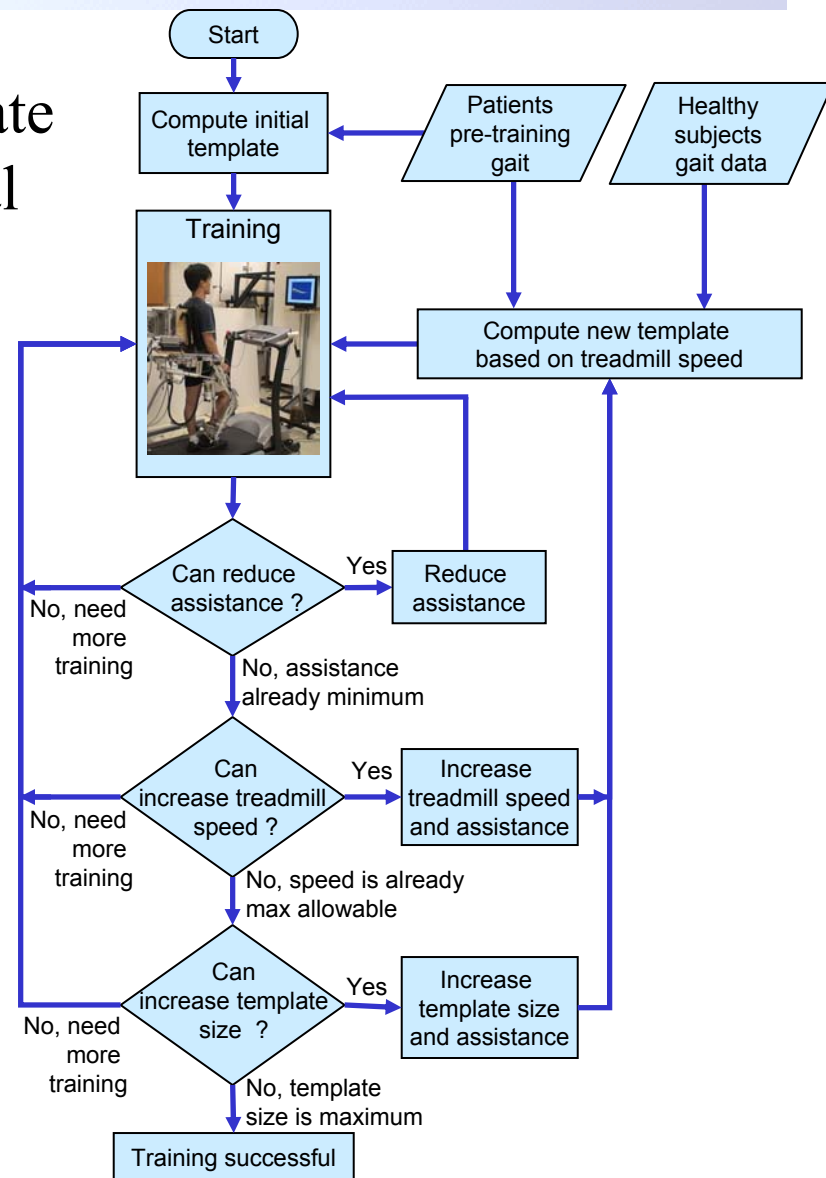 ate
l
Start
Compute initial
template
Patients
pre-training
gait
Healthy
subjects
gait data
Training
Compute new template
based on treadmill speed
Can reduce
assistance ?
Yes
Reduce
assistance
No, need
more
training
No, assistance
already minimum
Can
increase treadmill
speed ?
Yes
Increase
treadmill speed
and assistance
No, need
more
training
No, speed is already
max allowable
Can
increase template
size ?
Yes
Increase
template size
and assistance
No, need
more
training
No, template
size is maximum
Training successful